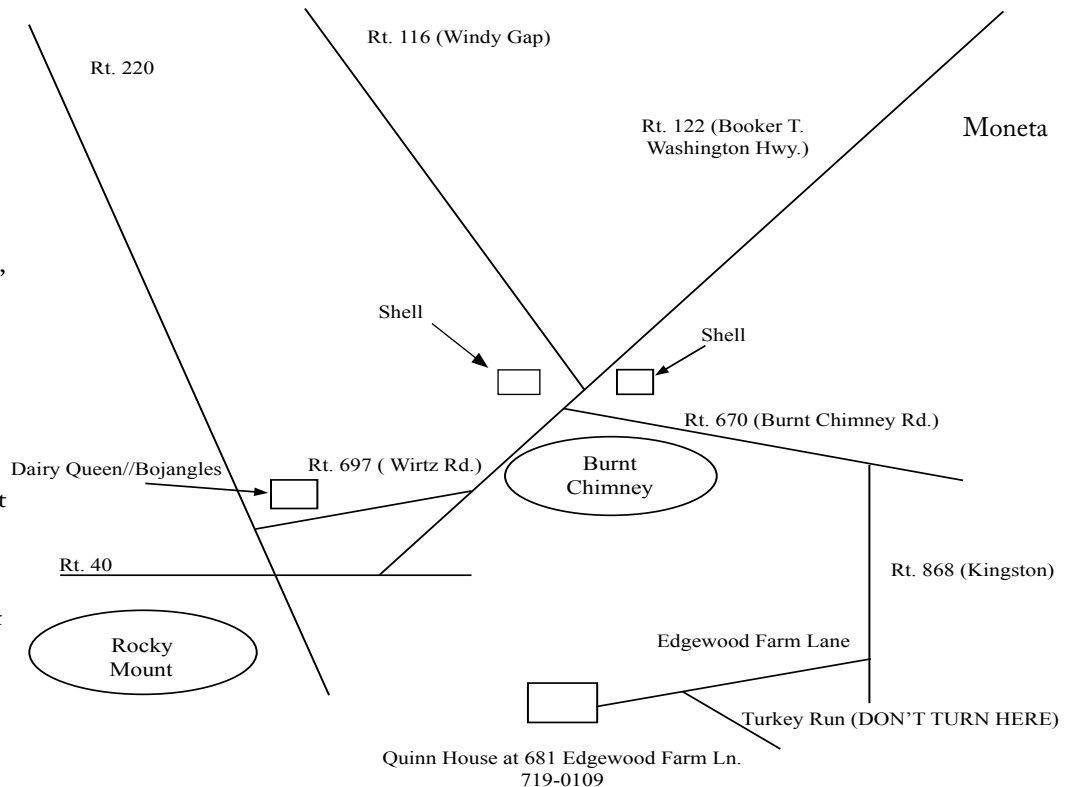 Rt. 116 (Windy Gap)
Rt. 220
Rt. 122 (Booker T.
Washington Hwy.)
Moneta
,
Shell
Shell
Rt. 670 (Burnt Chimney Rd.)
Dairy Queen//Bojangles
Rt. 697 ( Wirtz Rd.)
Burnt
Chimney
Rt. 40
Rt. 868 (Kingston)
Rocky
Mount
Edgewood Farm Lane
Turkey Run (DON’T TURN HERE)
Quinn House at 681 Edgewood Farm Ln.
719-0109